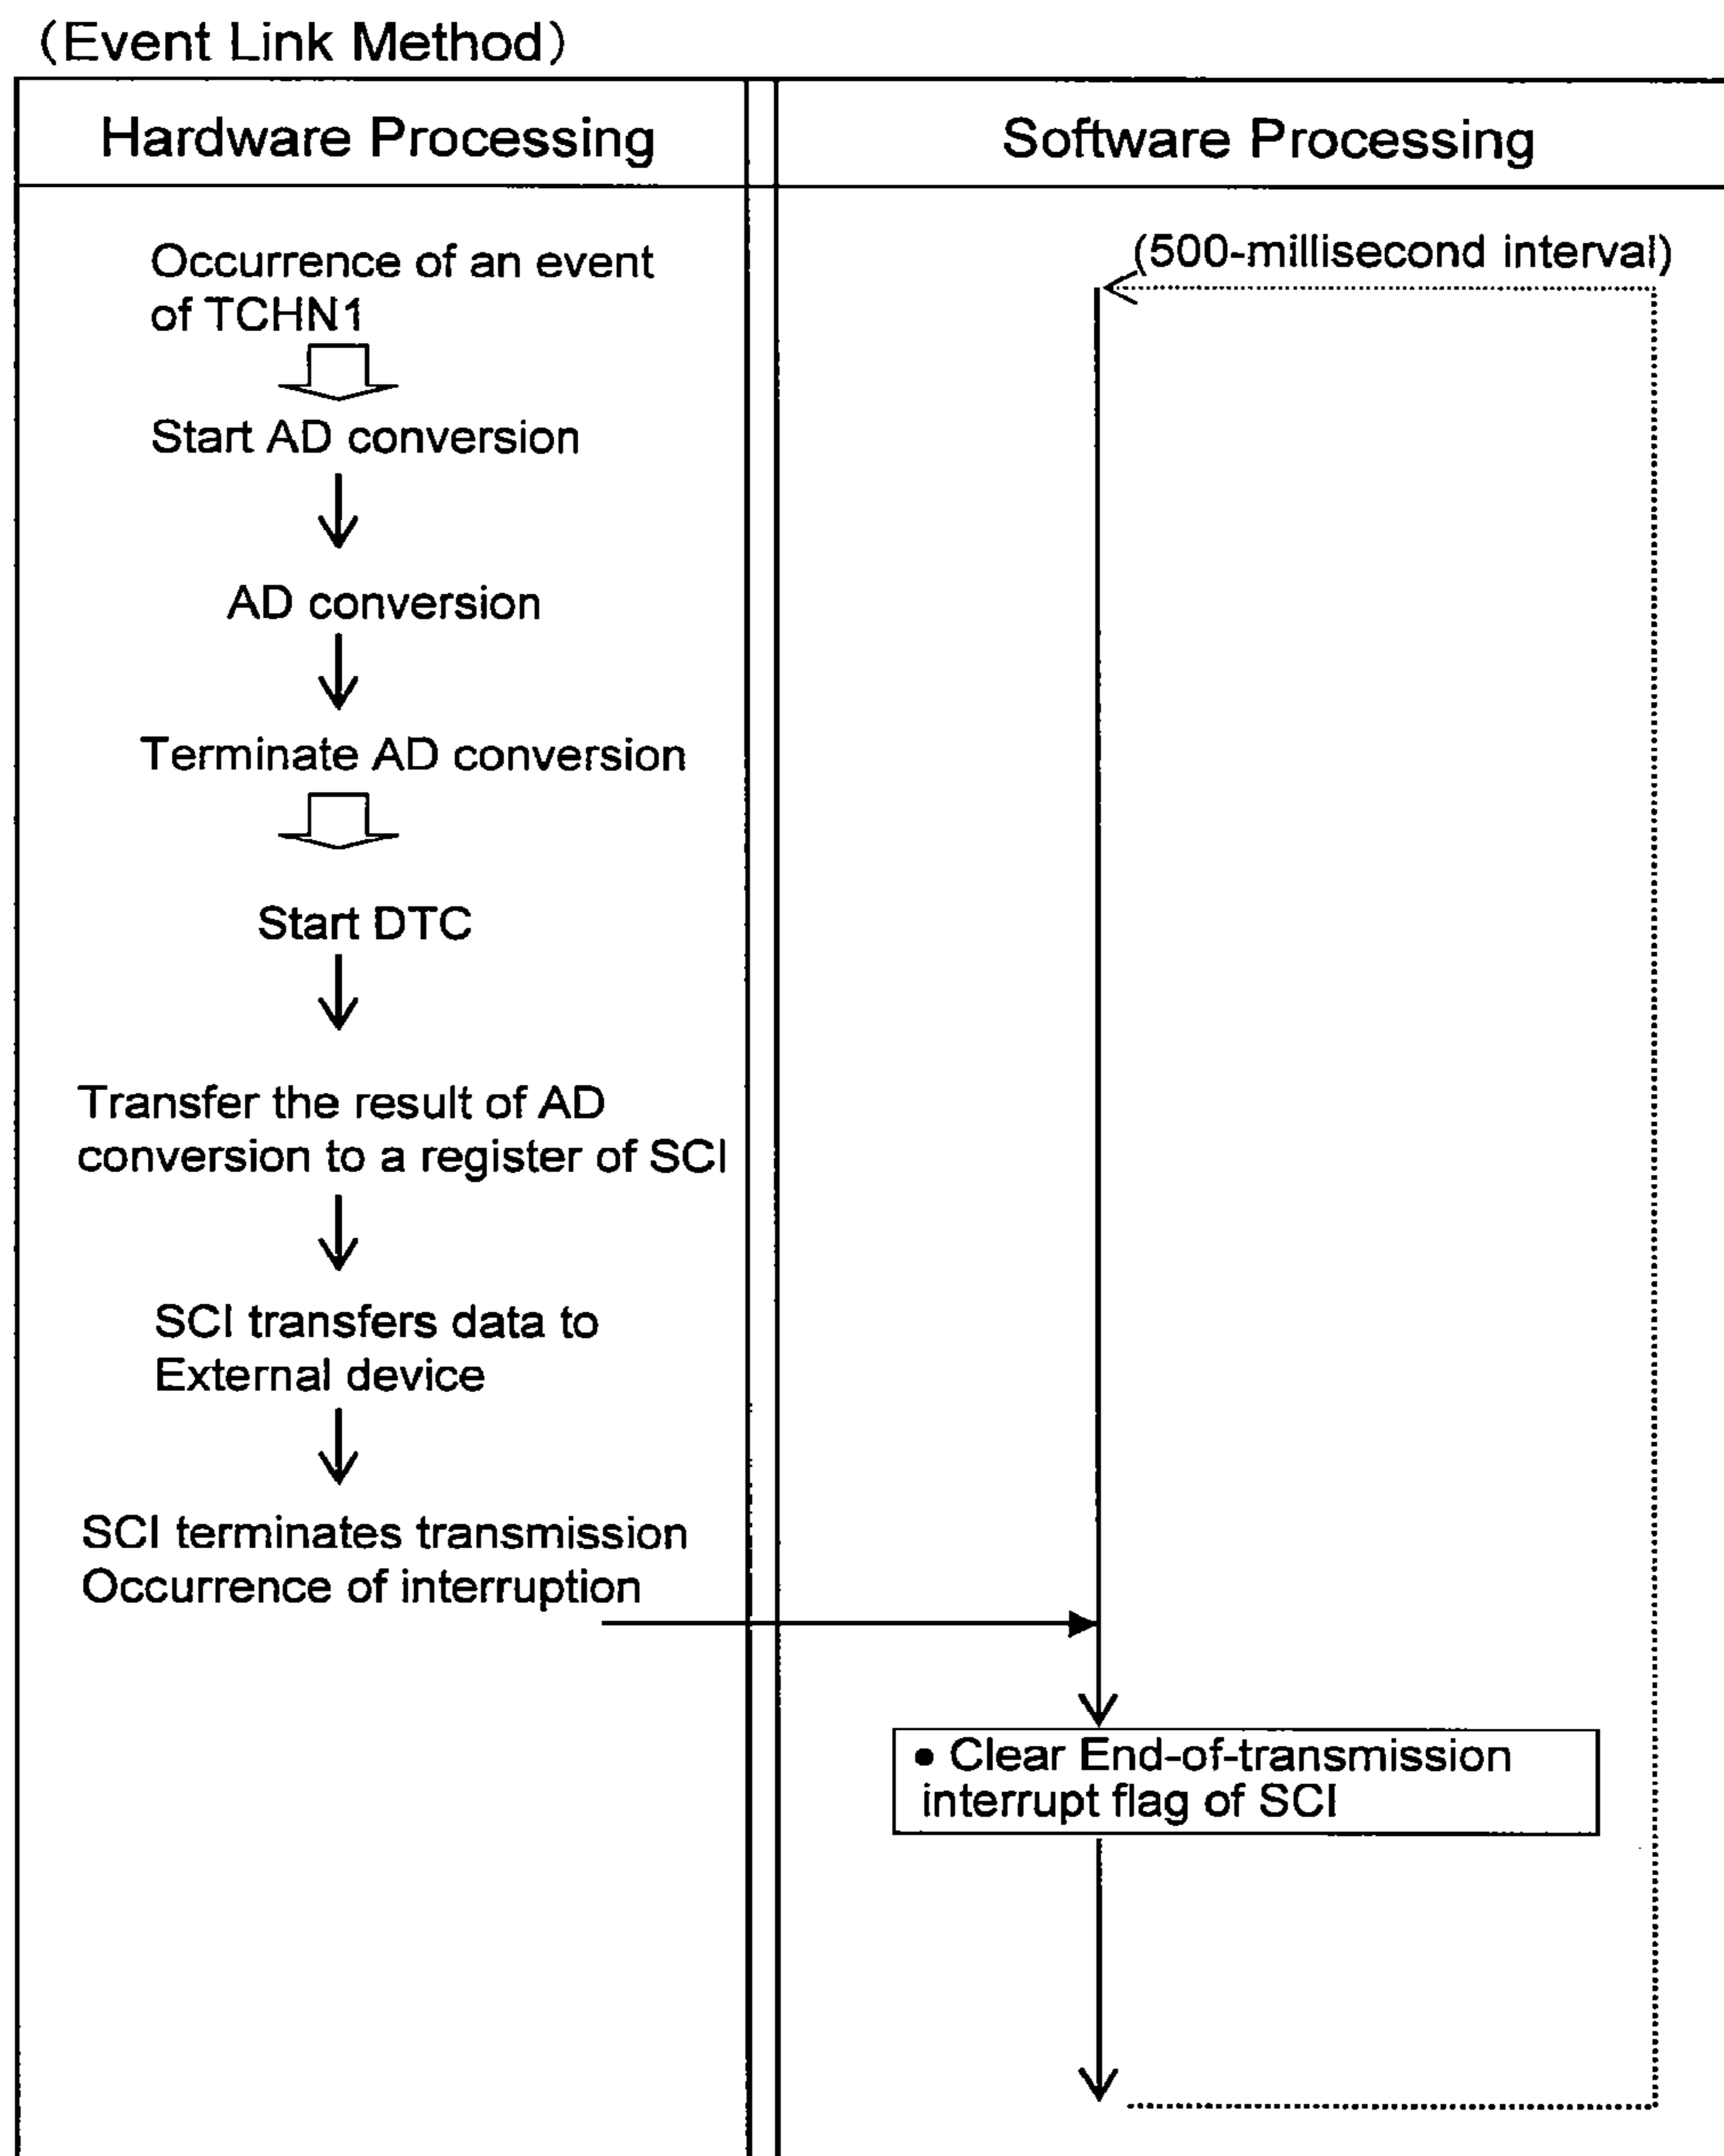 (Event Link Method)
Hardware Processing
Software Processing
Occurrence of an event
of TCHN1
Start AD conversion
AD conversion
Terminate AD conversion
Start DTC
Transfer the result of AD
conversion to a register of SCI
SCI transfers data to
External device
SCI terminates transmission
Occurrence of interruption
(500-millisecond interval)
• Clear End-of-transmission
interrupt flag of SCI